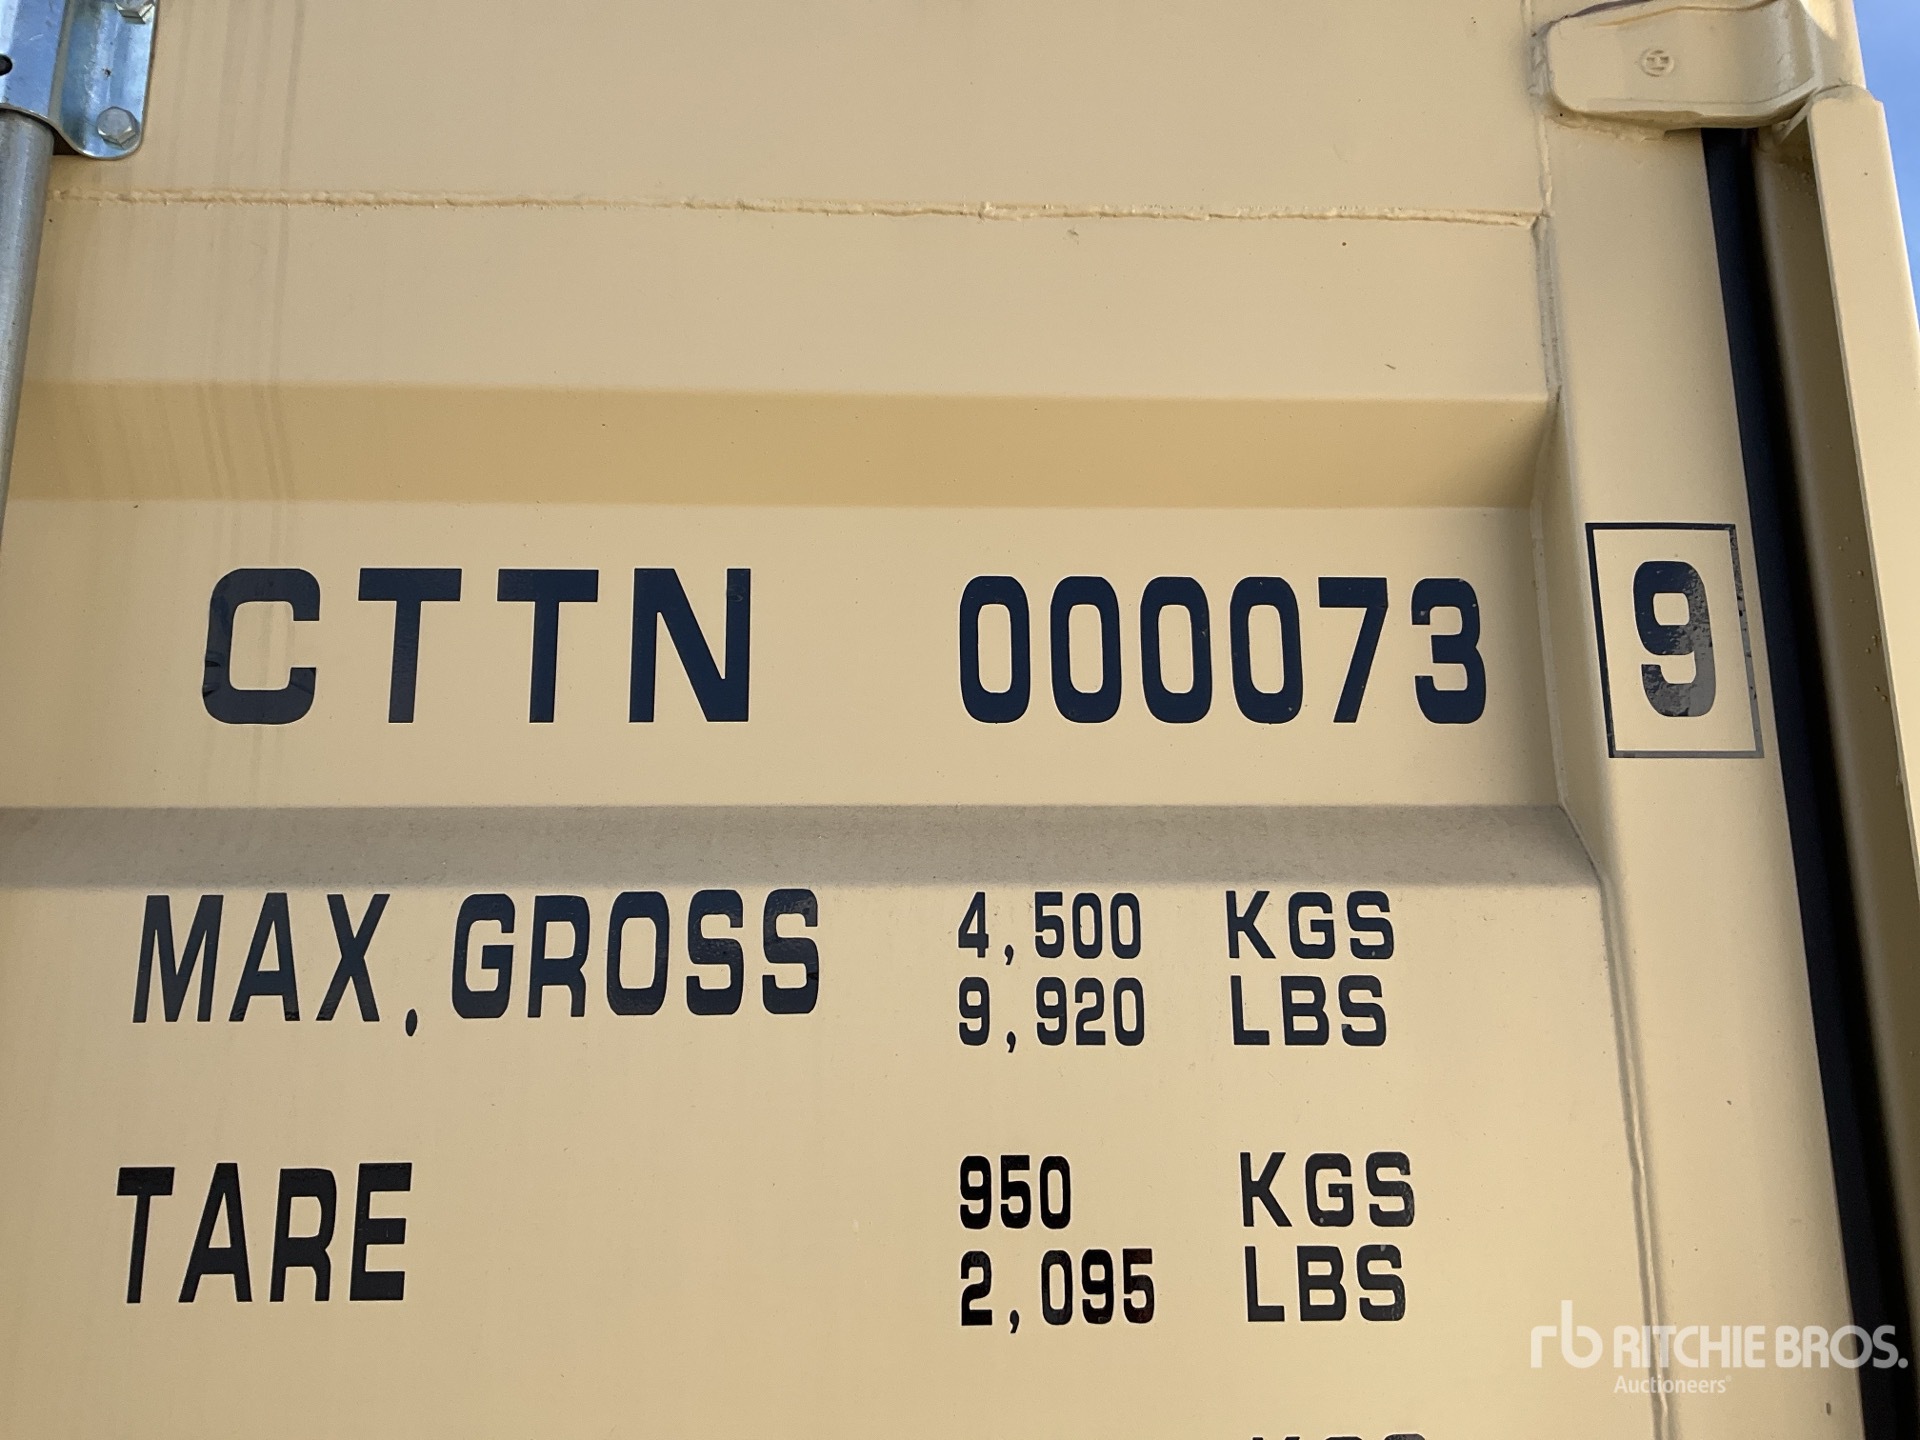 CTTN 000073 9
MAX.GROSS 4,500 KGS
9,920 LBS
TARE 950 KGS
2,095 LBS
rb RITCHIE BROS.
Auctioneers